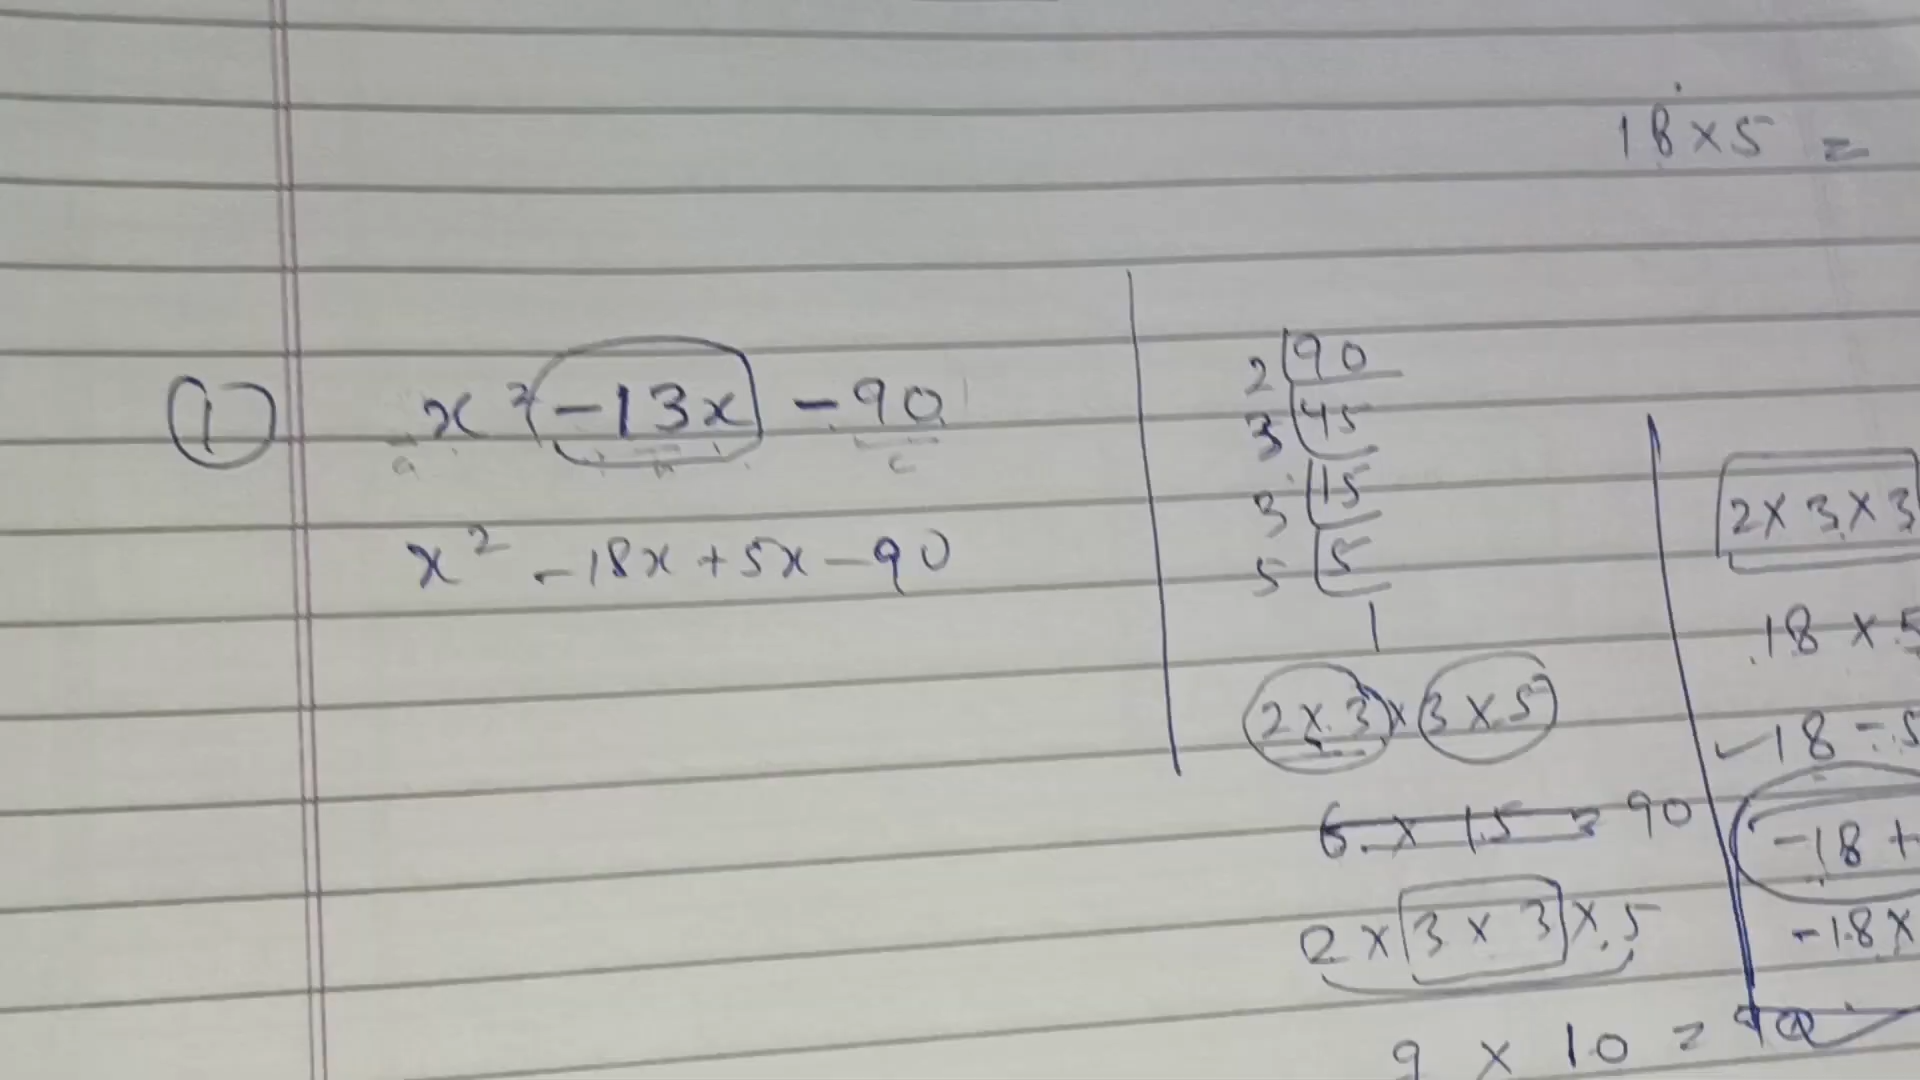 18 × 5 =
① x² - 13x - 90
a b c
x² - 18x + 5x - 90
2 | 90
3 | 45
3 | 15
5 | 5
1
2 × 3 × 3 × 5
6 × 15 = 90
2 × 3 × 3 × 5
9 × 10 = 90
2 × 3 × 3
18 × 5
-18 - 5
-18 +
-18 ×